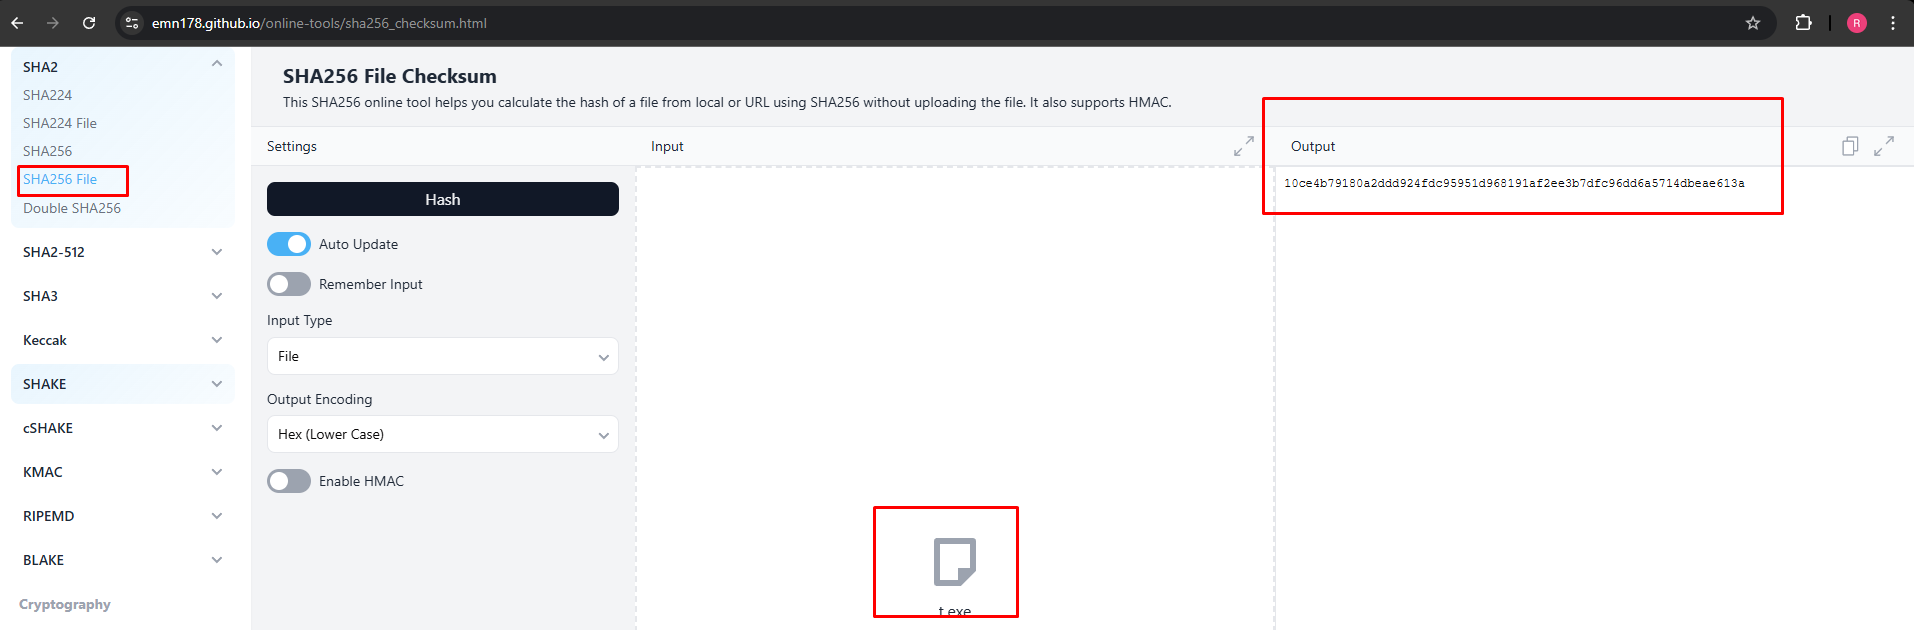 emn178.github.io/online-tools/sha256_checksum.html
R
SHA2
SHA224
SHA224 File
SHA256
SHA256 File
Double SHA256
SHA2-512
SHA3
Keccak
SHAKE
cSHAKE
KMAC
RIPEMD
BLAKE
Cryptography
SHA256 File Checksum
This SHA256 online tool helps you calculate the hash of a file from local or URL using SHA256 without uploading the file. It also supports HMAC.
Settings
Hash
Auto Update
Remember Input
Input Type
File
Output Encoding
Hex (Lower Case)
Enable HMAC
Input
t.exe
Output
10ce4b79180a2ddd924fdc95951d968191af2ee3b7dfc96dd6a5714dbeae613a